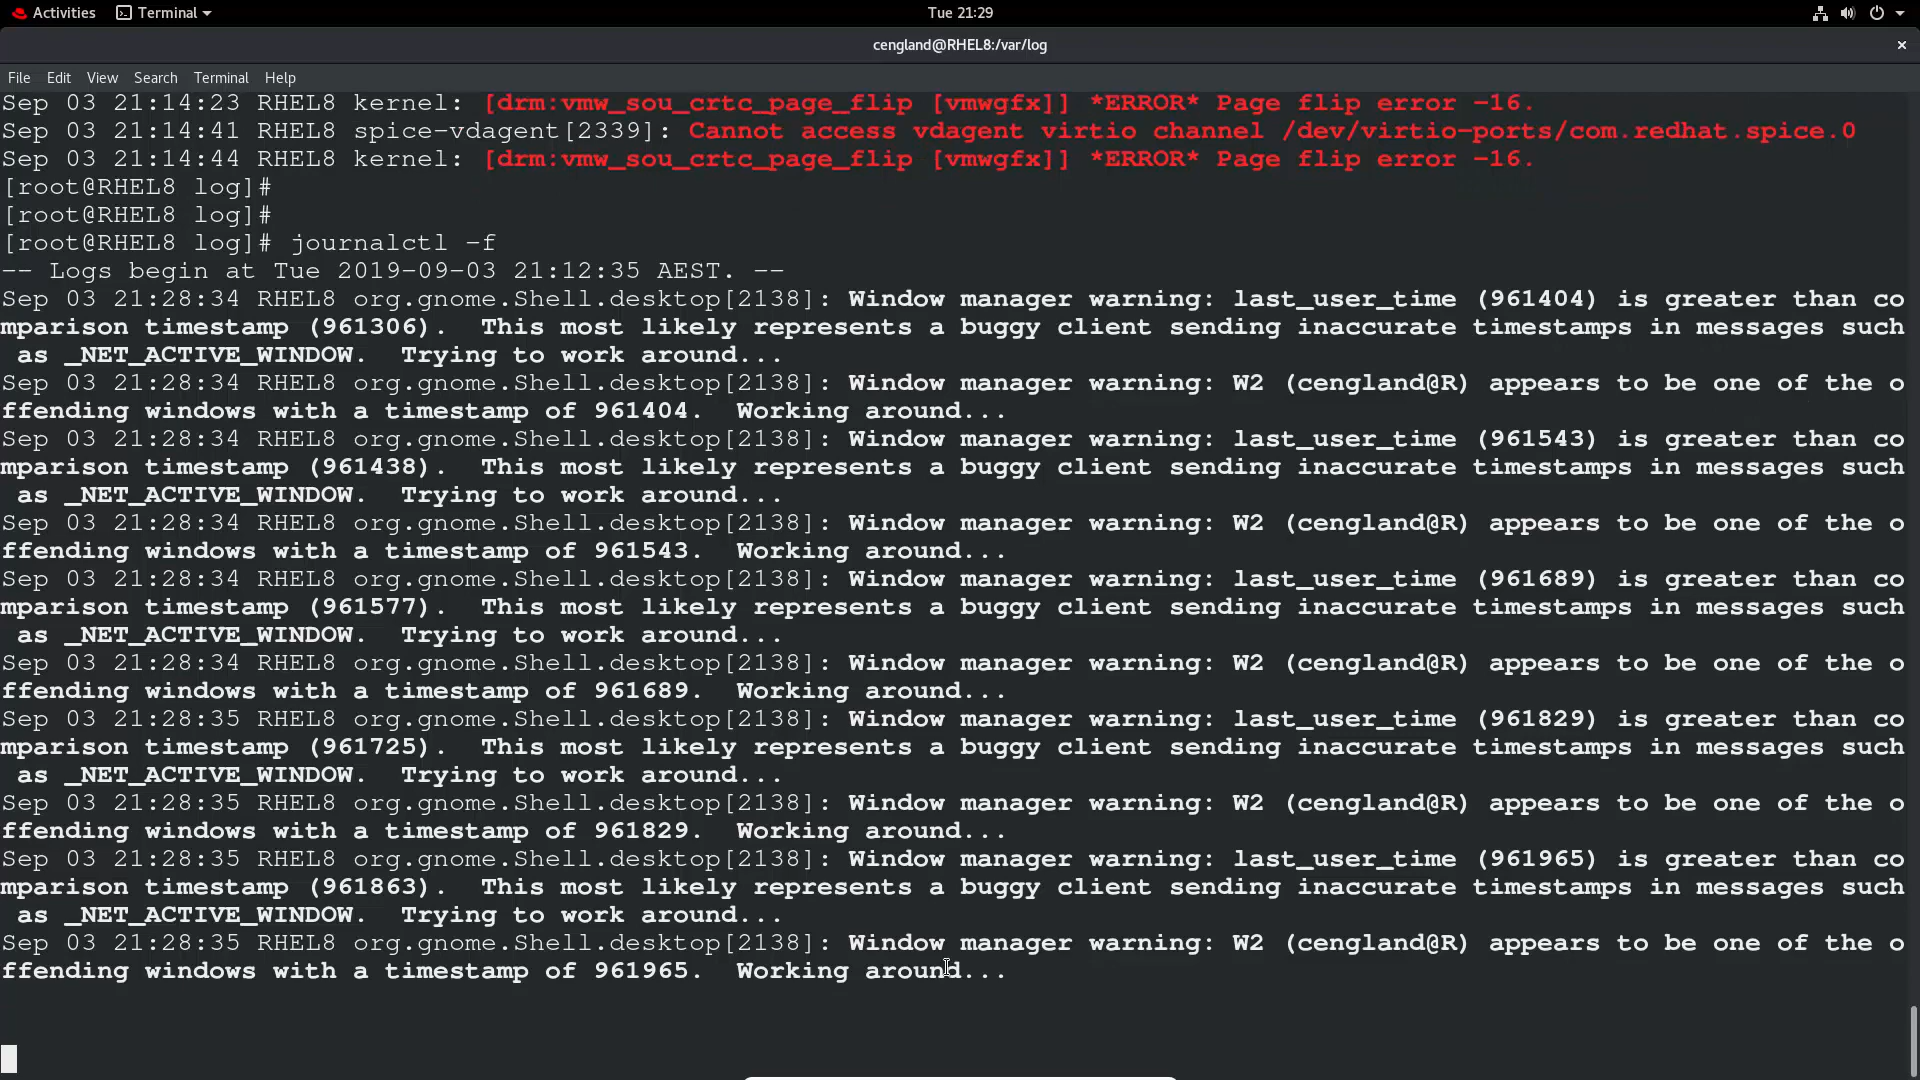 Activities Terminal Tue 21:29
cengland@RHEL8:/var/log ×
File Edit View Search Terminal Help
Sep 03 21:14:23 RHEL8 kernel: [drm:vmw_sou_crtc_page_flip [vmwgfx]] *ERROR* Page flip error -16.
Sep 03 21:14:41 RHEL8 spice-vdagent[2339]: Cannot access vdagent virtio channel /dev/virtio-ports/com.redhat.spice.0
Sep 03 21:14:44 RHEL8 kernel: [drm:vmw_sou_crtc_page_flip [vmwgfx]] *ERROR* Page flip error -16.
[root@RHEL8 log]#
[root@RHEL8 log]#
[root@RHEL8 log]# journalctl -f
-- Logs begin at Tue 2019-09-03 21:12:35 AEST. --
Sep 03 21:28:34 RHEL8 org.gnome.Shell.desktop[2138]: Window manager warning: last_user_time (961404) is greater than co
mparison timestamp (961306).  This most likely represents a buggy client sending inaccurate timestamps in messages such
 as _NET_ACTIVE_WINDOW.  Trying to work around...
Sep 03 21:28:34 RHEL8 org.gnome.Shell.desktop[2138]: Window manager warning: W2 (cengland@R) appears to be one of the o
ffending windows with a timestamp of 961404.  Working around...
Sep 03 21:28:34 RHEL8 org.gnome.Shell.desktop[2138]: Window manager warning: last_user_time (961543) is greater than co
mparison timestamp (961438).  This most likely represents a buggy client sending inaccurate timestamps in messages such
 as _NET_ACTIVE_WINDOW.  Trying to work around...
Sep 03 21:28:34 RHEL8 org.gnome.Shell.desktop[2138]: Window manager warning: W2 (cengland@R) appears to be one of the o
ffending windows with a timestamp of 961543.  Working around...
Sep 03 21:28:34 RHEL8 org.gnome.Shell.desktop[2138]: Window manager warning: last_user_time (961689) is greater than co
mparison timestamp (961577).  This most likely represents a buggy client sending inaccurate timestamps in messages such
 as _NET_ACTIVE_WINDOW.  Trying to work around...
Sep 03 21:28:34 RHEL8 org.gnome.Shell.desktop[2138]: Window manager warning: W2 (cengland@R) appears to be one of the o
ffending windows with a timestamp of 961689.  Working around...
Sep 03 21:28:35 RHEL8 org.gnome.Shell.desktop[2138]: Window manager warning: last_user_time (961829) is greater than co
mparison timestamp (961725).  This most likely represents a buggy client sending inaccurate timestamps in messages such
 as _NET_ACTIVE_WINDOW.  Trying to work around...
Sep 03 21:28:35 RHEL8 org.gnome.Shell.desktop[2138]: Window manager warning: W2 (cengland@R) appears to be one of the o
ffending windows with a timestamp of 961829.  Working around...
Sep 03 21:28:35 RHEL8 org.gnome.Shell.desktop[2138]: Window manager warning: last_user_time (961965) is greater than co
mparison timestamp (961863).  This most likely represents a buggy client sending inaccurate timestamps in messages such
 as _NET_ACTIVE_WINDOW.  Trying to work around...
Sep 03 21:28:35 RHEL8 org.gnome.Shell.desktop[2138]: Window manager warning: W2 (cengland@R) appears to be one of the o
ffending windows with a timestamp of 961965.  Working around...